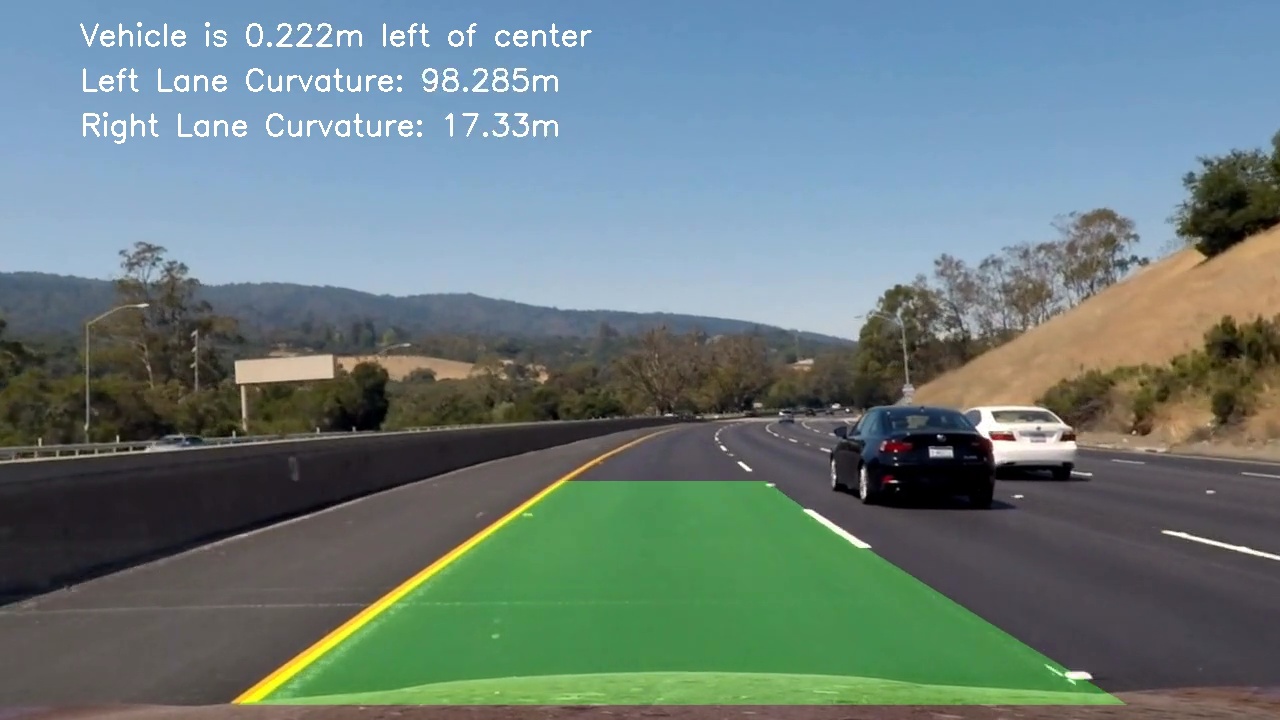 Vehicle is 0.222m left of center
Left Lane Curvature: 98.285m
Right Lane Curvature: 17.33m